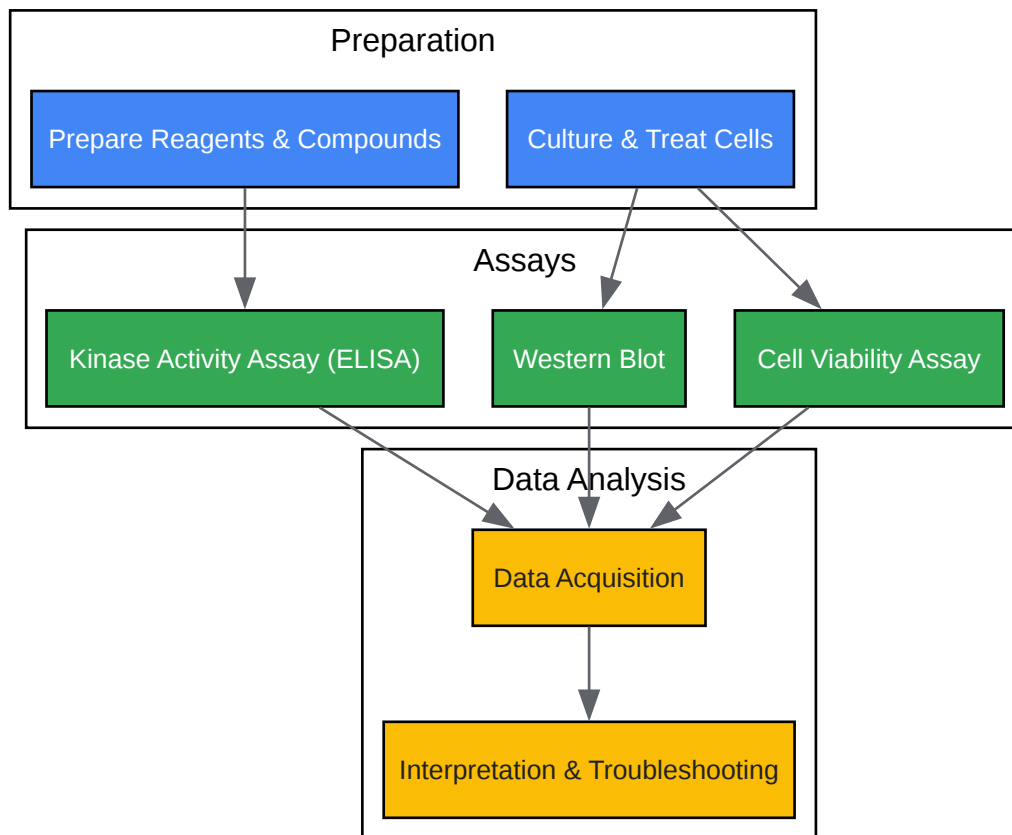 Preparation
Prepare Reagents & Compounds
Culture & Treat Cells
Assays
Kinase Activity Assay (ELISA)
Western Blot
Cell Viability Assay
Data Analysis
Data Acquisition
Interpretation & Troubleshooting